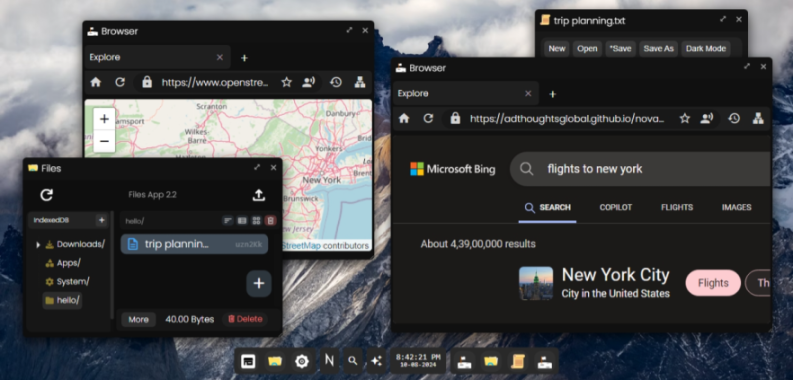 trip planning.txt
New Open *Save Save As Dark Mode
Browser
Explore
https://www.openstre...
Scranton
Danbury
Wilkes-
Barre
Yonkers
New York
Brunswick
StreetMap contributors
Browser
Explore
https://adthoughtsglobal.github.io/nova...
Microsoft Bing
flights to new york
SEARCH COPILOT FLIGHTS IMAGES
About 4,39,00,000 results
New York City
City in the United States
Flights
Th
Files
Files App 2.2
indexedDB
hello/
Downloads/
Apps/
System/
hello/
trip plannin...
More 40.00 Bytes Delete
8:42:21 PM
10-08-2024